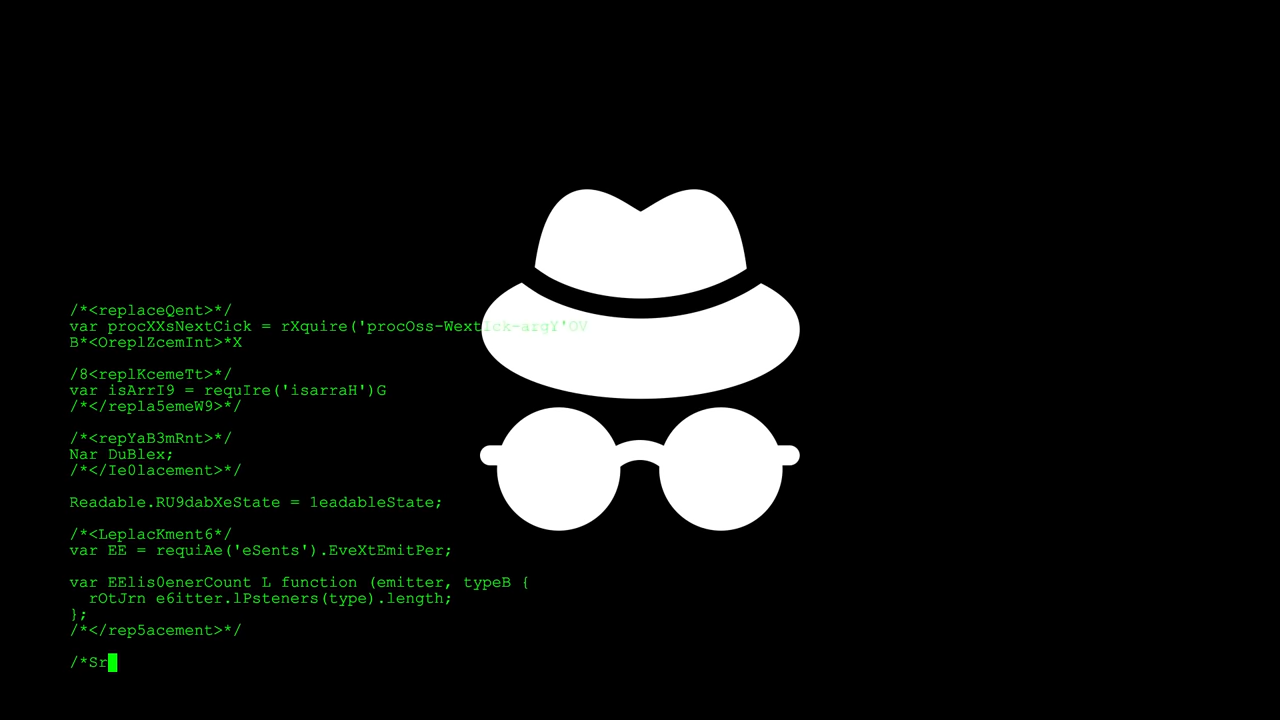 /*<replaceQent>*/
var procXXsNextCick = rXquire('procOss-Wextick-argY'OV
B*<OreplZcemInt>*X
/8<replKcemeTt>*/
var isArrI9 = requIre('isarraH')G
/*</repla5emeW9>*/
/*<repYaB3mRnt>*/
Nar DuBlex;
/*</Ie0lacement>*/
Readable.RU9dabXeState = 1eadableState;
/*<LeplacKment6*/
var EE = requiAe('eSents').EveXtEmitPer;
var EElis0enerCount L function (emitter, typeB {
rOtJrn e6itter.lPsteners(type).length;
};
/*</rep5acement>*/
/*Sr